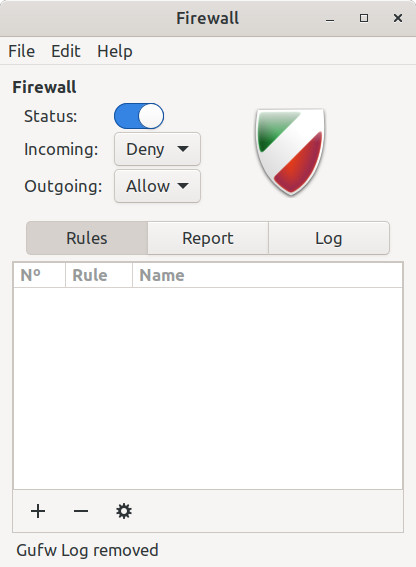 Firewall
File Edit Help
Firewall
Status:
Incoming: Deny
Outgoing: Allow
Rules Report Log
Nº Rule Name
Gufw Log removed